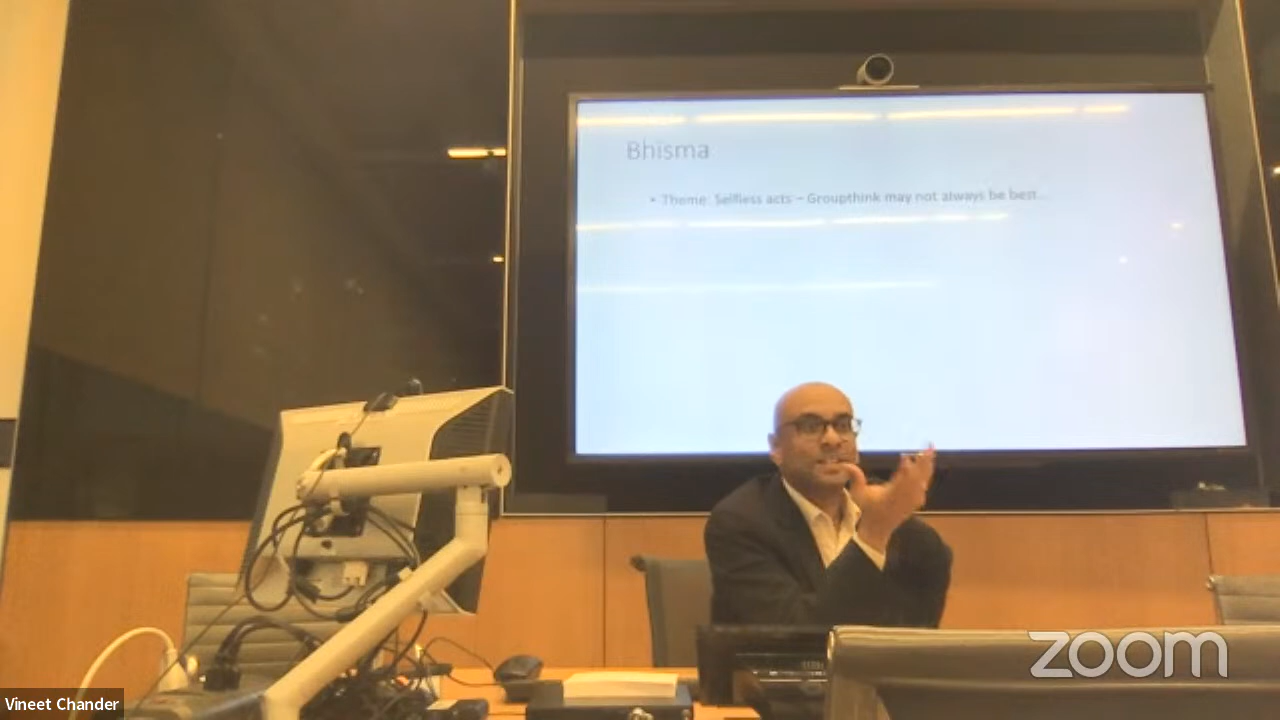 Bhisma
• Theme: Selfless acts – Groupthink may not always be best...
zoom
Vineet Chander